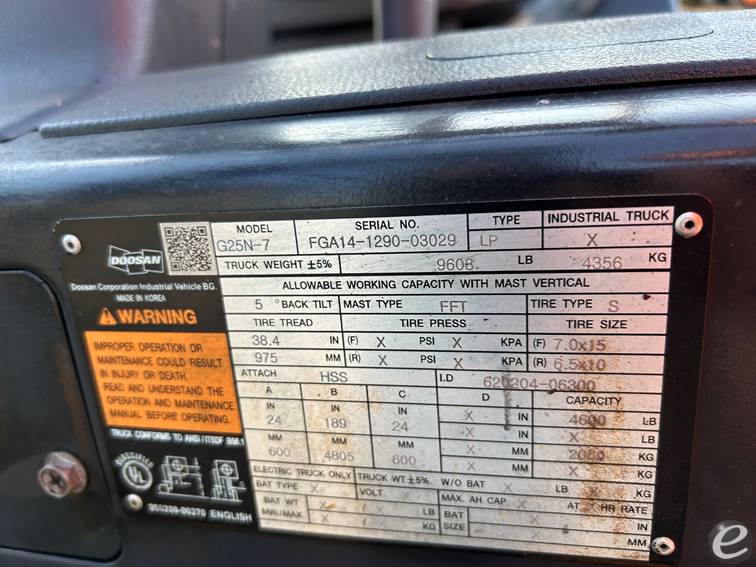 DOOSAN
Doosan Corporation Industrial Vehicle BG.
MADE IN KOREA
WARNING
IMPROPER OPERATION OR
MAINTENANCE COULD RESULT
IN INJURY OR DEATH.
READ AND UNDERSTAND THE
OPERATION AND MAINTENANCE
MANUAL BEFORE OPERATING.
TRUCK CONFORMS TO ANSI/ITSDF B56.1
CLASSIFIED
UL
950209-06270 ENGLISH
MODEL SERIAL NO. TYPE INDUSTRIAL TRUCK
G25N-7 FGA14-1290-03029 LP X
TRUCK WEIGHT ±5% 9608 LB 4356 KG
ALLOWABLE WORKING CAPACITY WITH MAST VERTICAL
5 ° BACK TILT MAST TYPE FFT TIRE TYPE S
TIRE TREAD TIRE PRESS TIRE SIZE
38.4 IN (F) X PSI X KPA (F) 7.0x15
975 MM (R) X PSI X KPA (R) 6.5x10
ATTACH HSS I.D 620204-06300
A B C D CAPACITY
IN IN IN X IN 4600 LB
24 189 24 X IN X LB
MM MM MM X MM 2080 KG
600 4805 600 X MM X KG
ELECTRIC TRUCK ONLY TRUCK WT ±5% W/O BAT X LB X KG
BAT TYPE X VOLT X MAX. AH CAP. X AT X HR RATE
BAT WT X X LB BAT X X X IN
MIN/MAX X X KG SIZE X X X MM
e